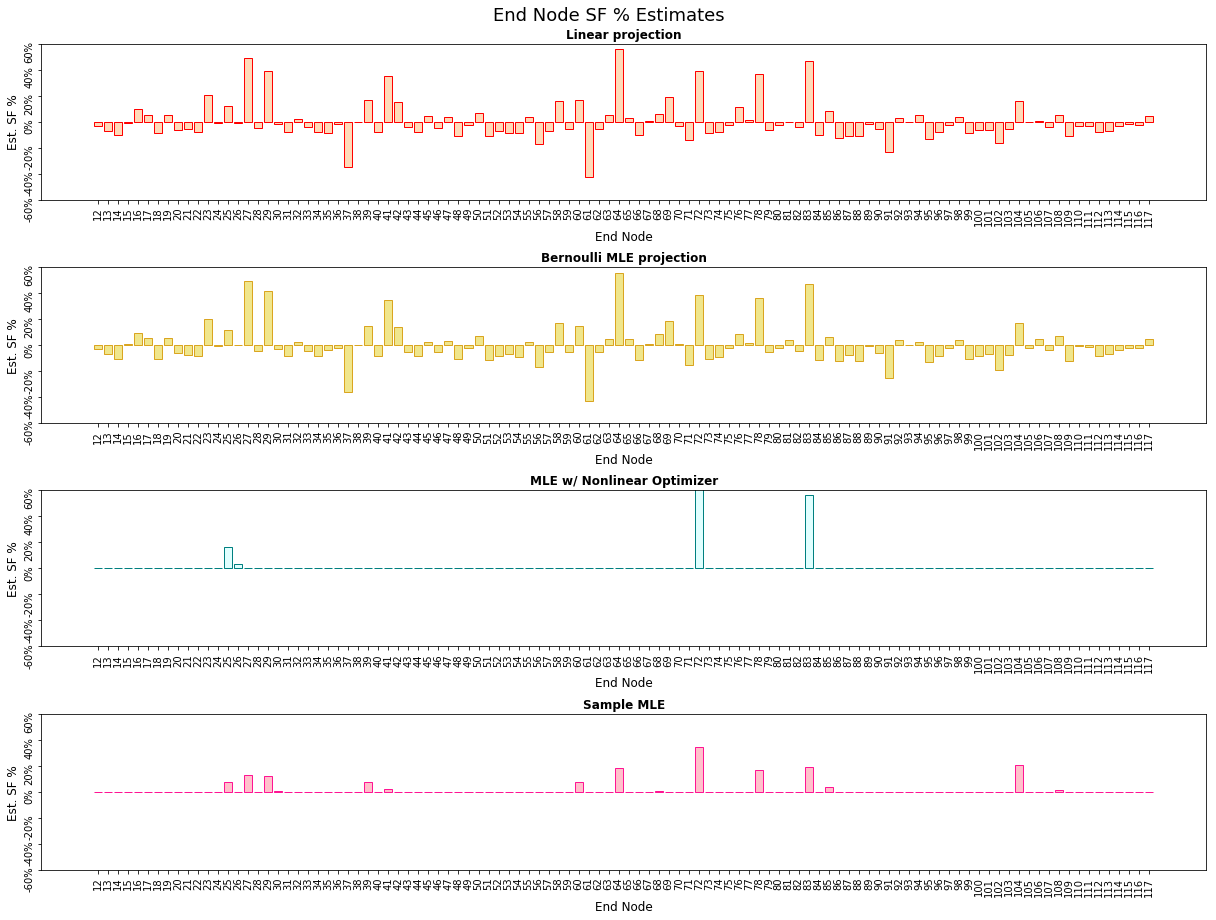 End Node SF % Estimates
Linear projection
Est. SF %
60%
40%
20%
0%
-20%
-40%
-60%
12 13 14 15 16 17 18 19 20 21 22 23 24 25 26 27 28 29 30 31 32 33 34 35 36 37 38 39 40 41 42 43 44 45 46 47 48 49 50 51 52 53 54 55 56 57 58 59 60 61 62 63 64 65 66 67 68 69 70 71 72 73 74 75 76 77 78 79 80 81 82 83 84 85 86 87 88 89 90 91 92 93 94 95 96 97 98 99 100 101 102 103 104 105 106 107 108 109 110 111 112 113 114 115 116 117
End Node
Bernoulli MLE projection
Est. SF %
60%
40%
20%
0%
-20%
-40%
-60%
12 13 14 15 16 17 18 19 20 21 22 23 24 25 26 27 28 29 30 31 32 33 34 35 36 37 38 39 40 41 42 43 44 45 46 47 48 49 50 51 52 53 54 55 56 57 58 59 60 61 62 63 64 65 66 67 68 69 70 71 72 73 74 75 76 77 78 79 80 81 82 83 84 85 86 87 88 89 90 91 92 93 94 95 96 97 98 99 100 101 102 103 104 105 106 107 108 109 110 111 112 113 114 115 116 117
End Node
MLE w/ Nonlinear Optimizer
Est. SF %
60%
40%
20%
0%
-20%
-40%
-60%
12 13 14 15 16 17 18 19 20 21 22 23 24 25 26 27 28 29 30 31 32 33 34 35 36 37 38 39 40 41 42 43 44 45 46 47 48 49 50 51 52 53 54 55 56 57 58 59 60 61 62 63 64 65 66 67 68 69 70 71 72 73 74 75 76 77 78 79 80 81 82 83 84 85 86 87 88 89 90 91 92 93 94 95 96 97 98 99 100 101 102 103 104 105 106 107 108 109 110 111 112 113 114 115 116 117
End Node
Sample MLE
Est. SF %
60%
40%
20%
0%
-20%
-40%
-60%
12 13 14 15 16 17 18 19 20 21 22 23 24 25 26 27 28 29 30 31 32 33 34 35 36 37 38 39 40 41 42 43 44 45 46 47 48 49 50 51 52 53 54 55 56 57 58 59 60 61 62 63 64 65 66 67 68 69 70 71 72 73 74 75 76 77 78 79 80 81 82 83 84 85 86 87 88 89 90 91 92 93 94 95 96 97 98 99 100 101 102 103 104 105 106 107 108 109 110 111 112 113 114 115 116 117
End Node